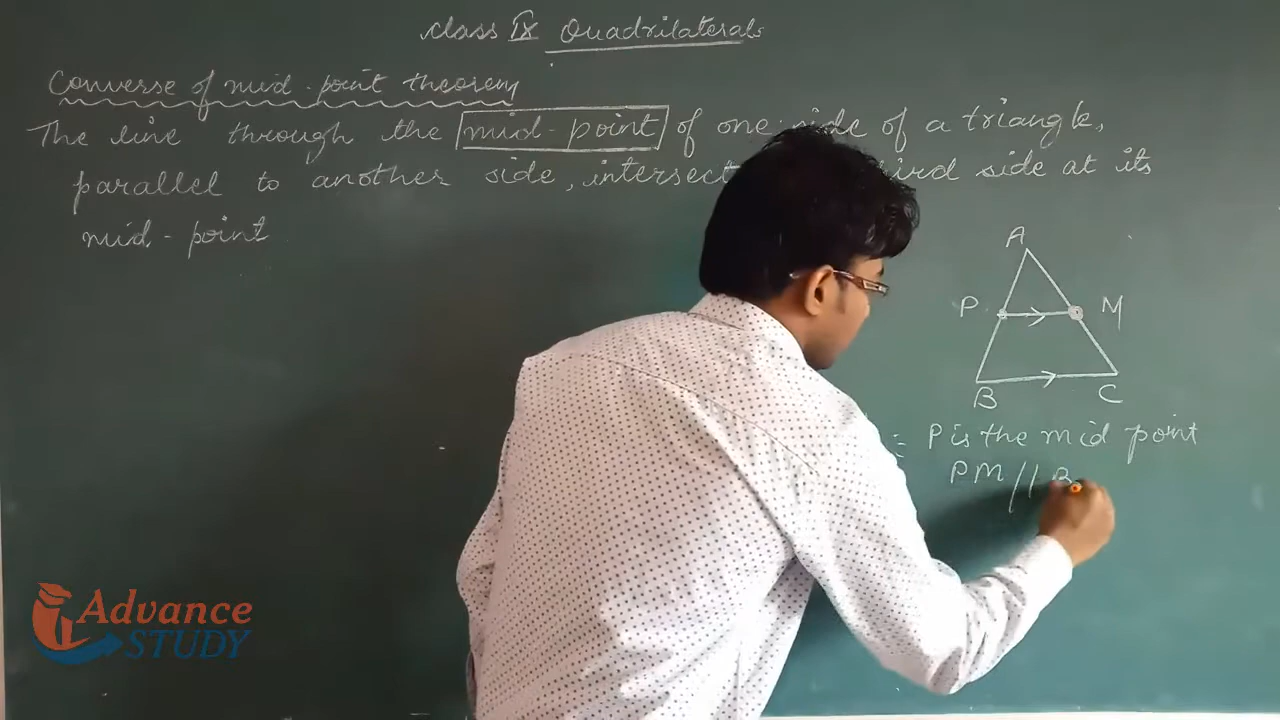 Class IX Quadrilaterals
Converse of mid-point theorem
The line through the mid-point of one side of a triangle,
parallel to another side, intersect ird side at its
mid-point
A
P M
B C
P is the mid point
PM // B
Advance
STUDY